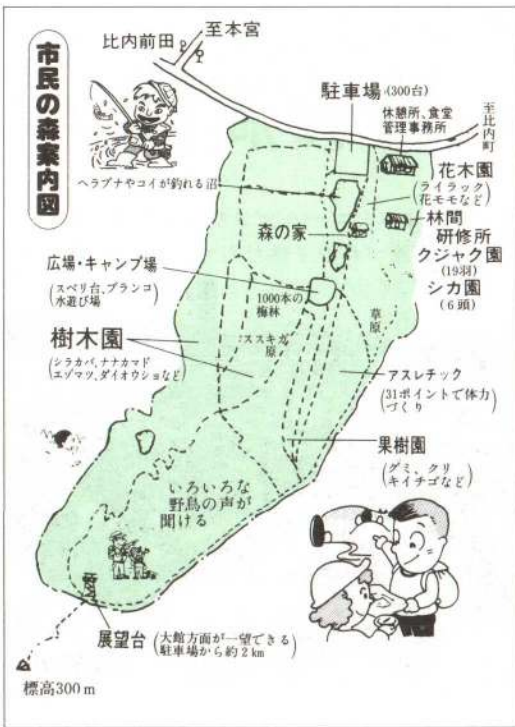 市民の森案内図
比内前田
至本宮
駐車場(300台)
休憩所、食堂
管理事務所
至比内町
花木園
(ライラック
花モモなど)
ヘラブナやコイが釣れる沼
森の家
林間
研修所
クジャク園
(19羽)
シカ園
(6頭)
広場・キャンプ場
(スベリ台、ブランコ
水遊び場)
1000本の
梅林
草原
樹木園
(シラカバ、ナナカマド
エゾマツ、ダイオウショなど)
ススキガ
原
アスレチック
(31ポイントで体力
づくり)
果樹園
(グミ、クリ
キイチゴなど)
いろいろな
野鳥の声が
聞ける
展望台
(大館方面が一望できる
駐車場から約2km)
標高300m